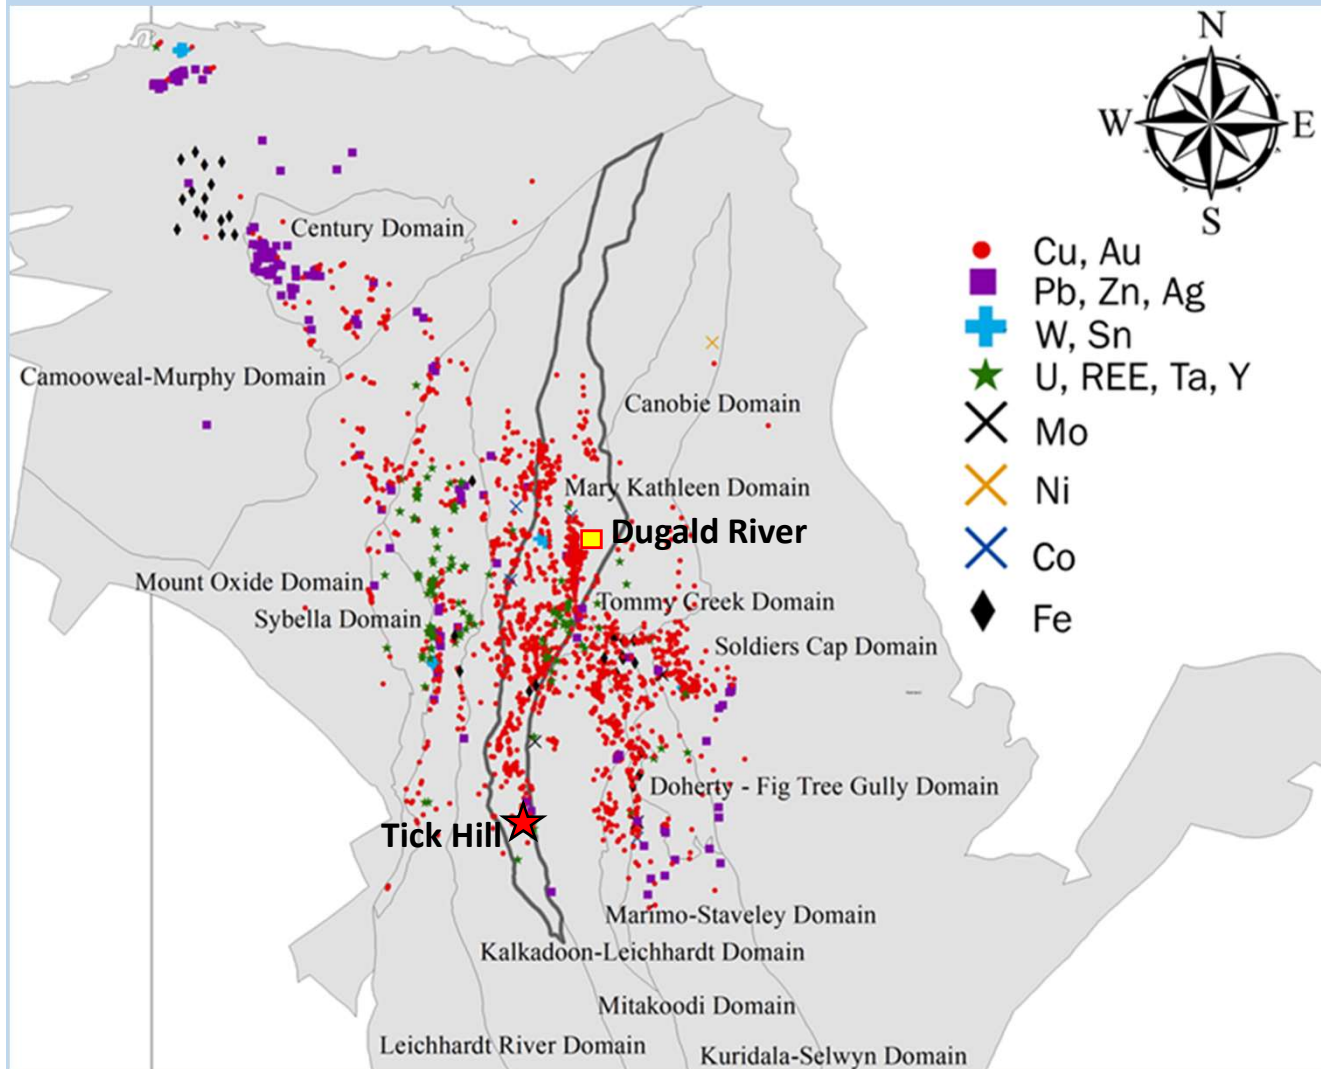 N
W
E
S
Century Domain
Cu, Au
Pb, Zn, Ag
W, Sn
U, REE, Ta, Y
Mo
Ni
Co
Fe
Camooweal-Murphy Domain
Canobie Domain
Mary Kathleen Domain
Dugald River
Mount Oxide Domain
Tommy Creek Domain
Sybella Domain
Soldiers Cap Domain
Doherty - Fig Tree Gully Domain
Tick Hill
Marimo-Staveley Domain
Kalkadoon-Leichhardt Domain
Mitakoodi Domain
Leichhardt River Domain
Kuridala-Selwyn Domain